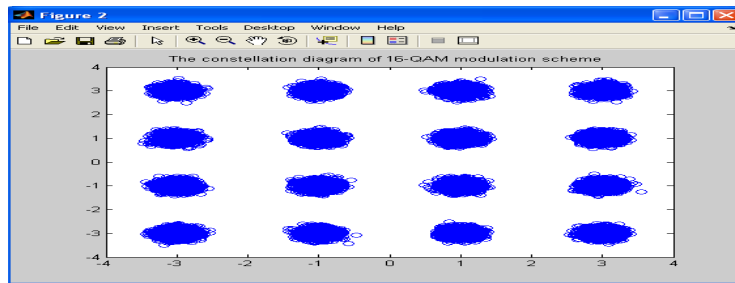 Figure 2
File Edit View Insert Tools Desktop Window Help
The constellation diagram of 16-QAM modulation scheme
4
3
2
1
0
-1
-2
-3
-4
-4 -3 -2 -1 0 1 2 3 4